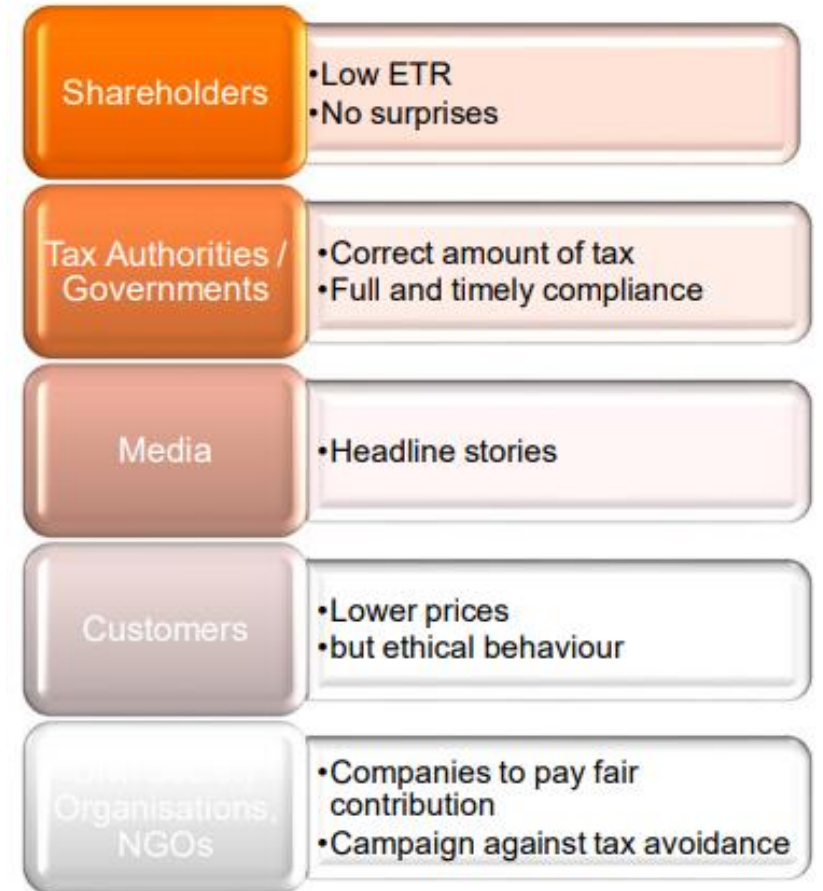 Shareholders
•Low ETR
•No surprises
Tax Authorities /
Governments
•Correct amount of tax
•Full and timely compliance
Media
•Headline stories
Customers
•Lower prices
•but ethical behaviour
Organisations,
NGOs
•Companies to pay fair
contribution
•Campaign against tax avoidance